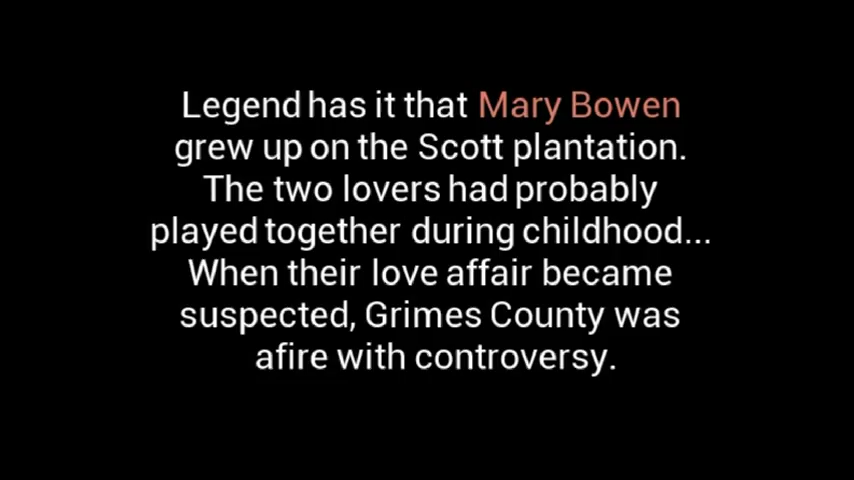 Legend has it that Mary Bowen
grew up on the Scott plantation.
The two lovers had probably
played together during childhood...
When their love affair became
suspected, Grimes County was
afire with controversy.